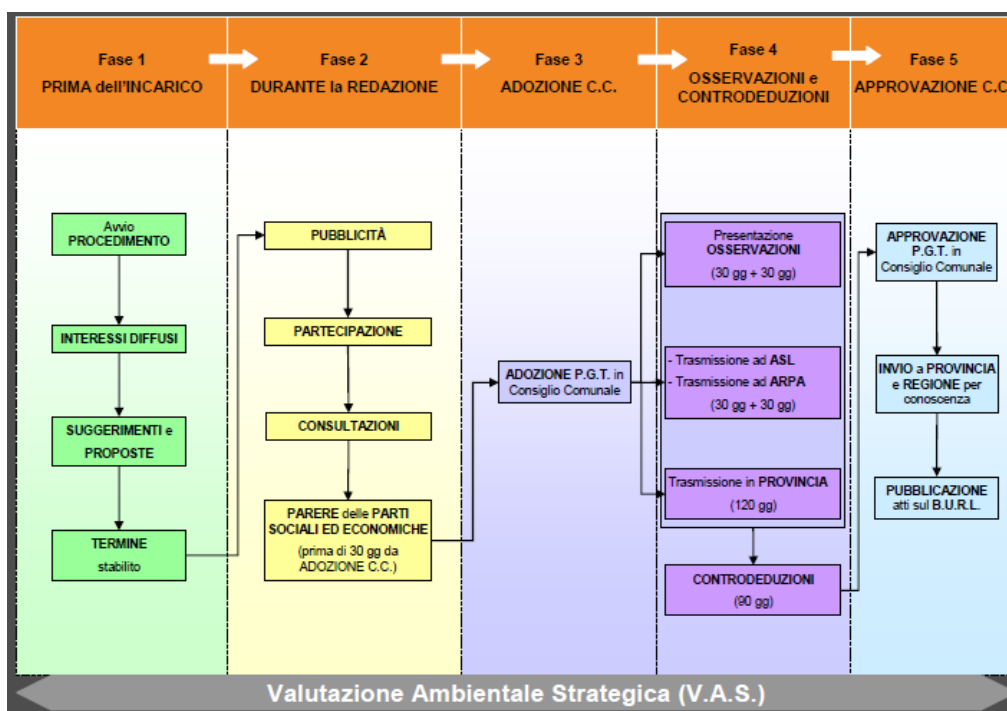 Fase 1
PRIMA dell'INCARICO
Fase 2
DURANTE la REDAZIONE
Fase 3
ADOZIONE C.C.
Fase 4
OSSERVAZIONI e
CONTRODEDUZIONI
Fase 5
APPROVAZIONE C.C
Avvio
PROCEDIMENTO
INTERESSI DIFFUSI
SUGGERIMENTI e
PROPOSTE
TERMINE
stabilito
PUBBLICITÀ
PARTECIPAZIONE
CONSULTAZIONI
PARERE delle PARTI
SOCIALI ED ECONOMICHE
(prima di 30 gg da
ADOZIONE C.C.)
ADOZIONE P.G.T. in
Consiglio Comunale
Presentazione
OSSERVAZIONI
(30 gg + 30 gg)
- Trasmissione ad ASL
- Trasmissione ad ARPA
(30 gg + 30 gg)
Trasmissione in PROVINCIA
(120 gg)
CONTRODEDUZIONI
(90 gg)
APPROVAZIONE
P.G.T. in
Consiglio Comunale
INVIO a PROVINCIA
e REGIONE per
conoscenza
PUBBLICAZIONE
atti sul B.U.R.L.
Valutazione Ambientale Strategica (V.A.S.)